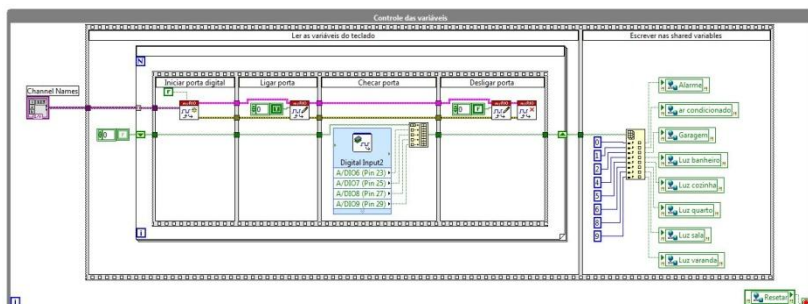 Controle das variáveis
Ler as variáveis do teclado
Escrever nas shared variables
N
Iniciar porta digital
Ligar porta
Checar porta
Desligar porta
Channel Names
Digital Input2
A/DIO6 (Pin 23)
A/DIO7 (Pin 25)
A/DIO8 (Pin 27)
A/DIO9 (Pin 29)
Alarme
ar condicionado
Garagem
Luz banheiro
Luz cozinha
Luz quarto
Luz sala
Luz varanda
0
1
2
4
5
6
8
9
i
i
Resetar